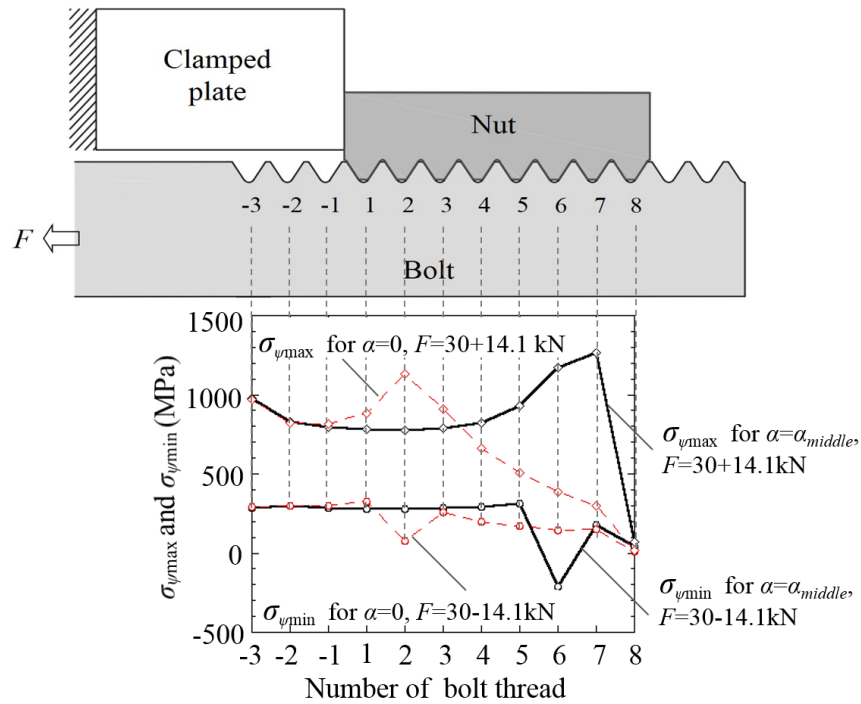 Clamped
plate
Nut
-3 -2 -1 1 2 3 4 5 6 7 8
F
Bolt
1500
1000
500
0
-500
σψmax and σψmin (MPa)
σψmax for α=0, F=30+14.1 kN
σψmax for α=αmiddle,
F=30+14.1kN
σψmin for α=0, F=30-14.1kN
σψmin for α=αmiddle,
F=30-14.1kN
-3 -2 -1 1 2 3 4 5 6 7 8
Number of bolt thread